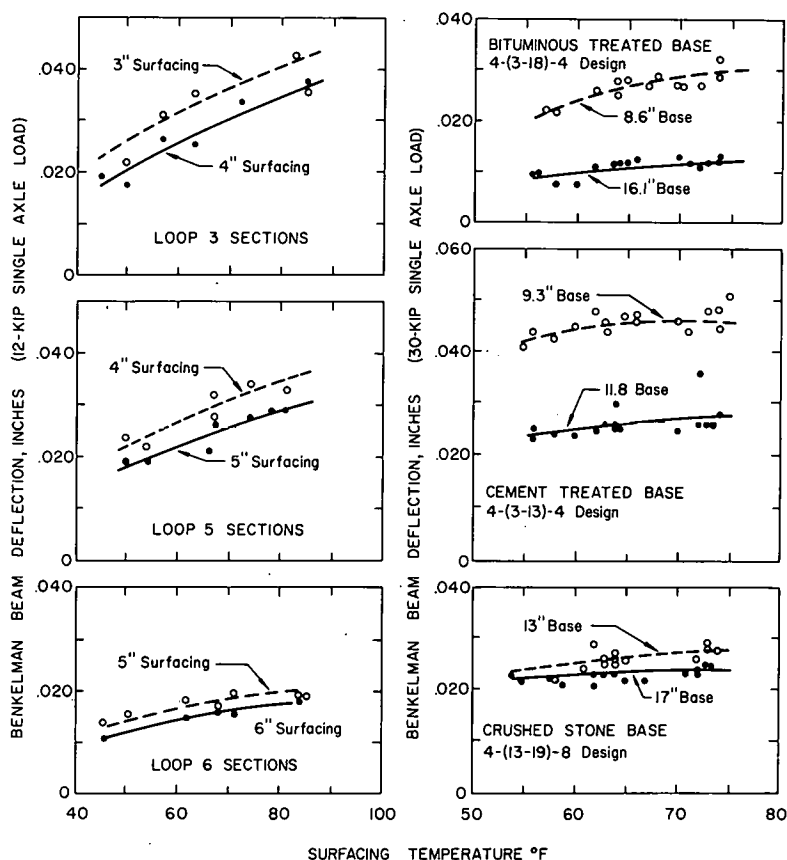 BENKELMAN BEAM DEFLECTION, INCHES (12-KIP SINGLE AXLE LOAD)
.040
.020
0
3" Surfacing
4" Surfacing
LOOP 3 SECTIONS
.040
.020
0
4" Surfacing
5" Surfacing
LOOP 5 SECTIONS
.040
.020
0
5" Surfacing
6" Surfacing
LOOP 6 SECTIONS
40
60
80
100
BENKELMAN BEAM DEFLECTION, INCHES (30-KIP SINGLE AXLE LOAD)
.040
.020
0
BITUMINOUS TREATED BASE
4-(3-18)-4 Design
8.6" Base
16.1" Base
.060
.040
.020
0
9.3" Base
11.8 Base
CEMENT TREATED BASE
4-(3-13)-4 Design
.040
.020
0
13" Base
17" Base
CRUSHED STONE BASE
4-(13-19)-8 Design
50
60
70
80
SURFACING TEMPERATURE °F